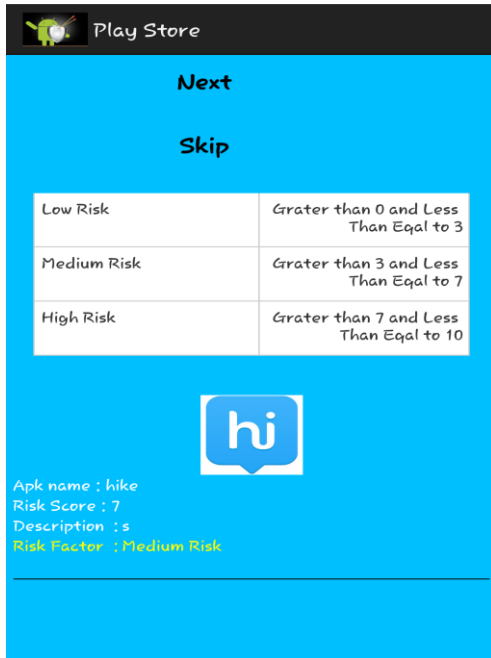 Play Store
Next
Skip
Low Risk
Grater than 0 and Less
Than Eqal to 3
Medium Risk
Grater than 3 and Less
Than Eqal to 7
High Risk
Grater than 7 and Less
Than Eqal to 10
hi
Apk name : hike
Risk Score : 7
Description : s
Risk Factor : Medium Risk